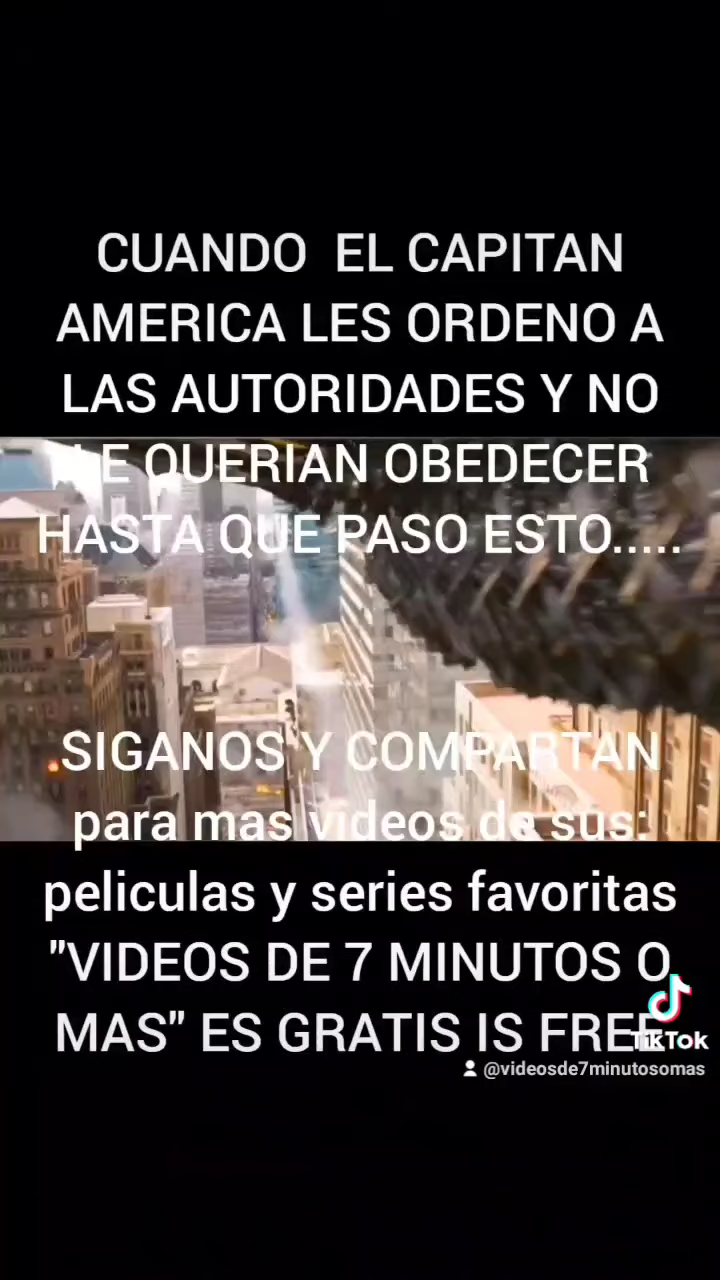 CUANDO EL CAPITAN
AMERICA LES ORDENO A
LAS AUTORIDADES Y NO
LE QUERIAN OBEDECER
HASTA QUE PASO ESTO.....
SIGANOS Y COMPARTAN
para mas videos de sus:
peliculas y series favoritas
"VIDEOS DE 7 MINUTOS O
MAS" ES GRATIS IS FREE
TikTok
@videosde7minutosomas